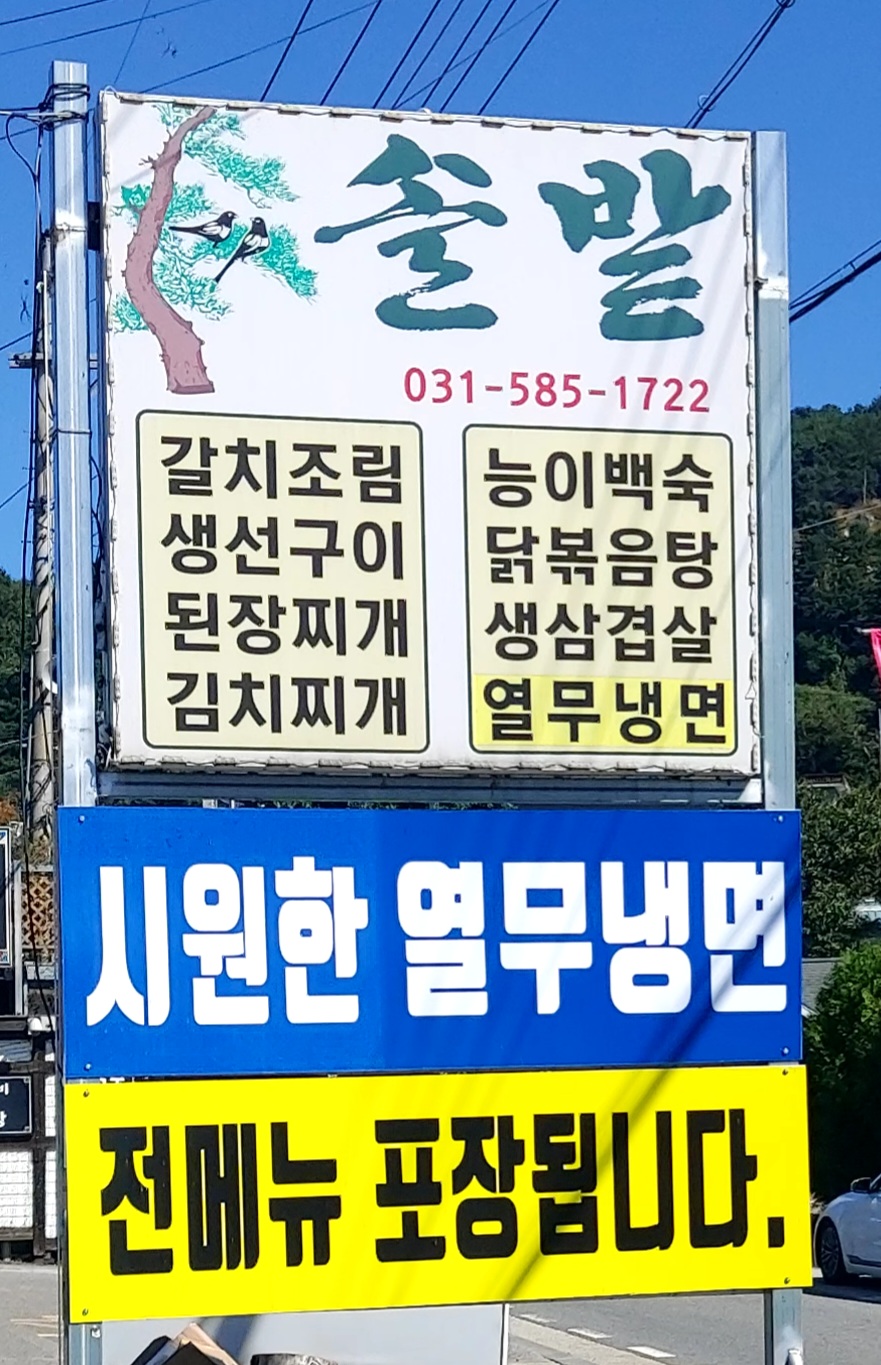 솔밭
031-585-1722
갈치조림
생선구이
된장찌개
김치찌개
능이백숙
닭볶음탕
생삼겹살
열무냉면
시원한 열무냉면
전메뉴 포장됩니다.